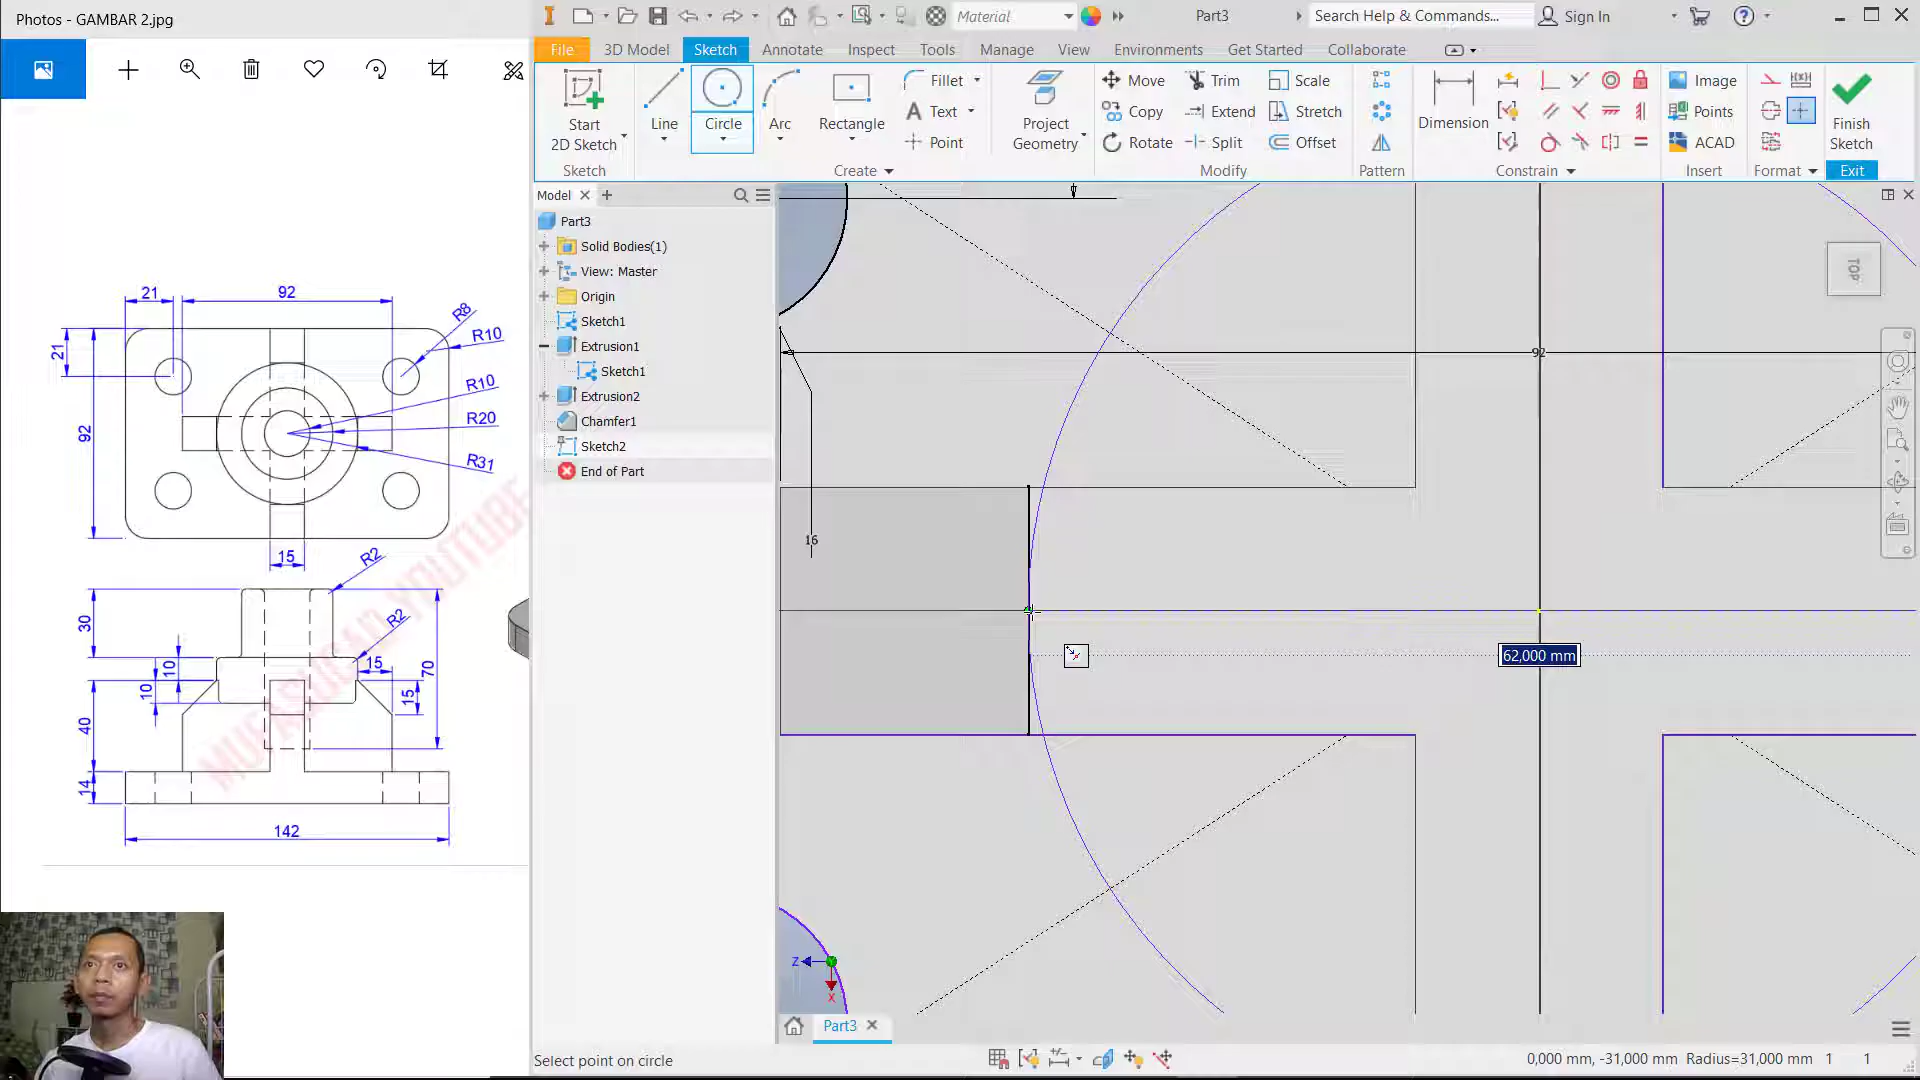 Photos - GAMBAR 2.jpg
Material
Part3
Search Help & Commands...
Sign In
File
3D Model
Sketch
Annotate
Inspect
Tools
Manage
View
Environments
Get Started
Collaborate
Start
2D Sketch
Line
Circle
Arc
Rectangle
Fillet
Text
Point
Project
Geometry
Move
Copy
Rotate
Trim
Extend
Split
Scale
Stretch
Offset
Dimension
Image
Points
ACAD
Finish
Sketch
Sketch
Create
Modify
Pattern
Constrain
Insert
Format
Exit
Model
Part3
Solid Bodies(1)
View: Master
Origin
Sketch1
Extrusion1
Sketch1
Extrusion2
Chamfer1
Sketch2
End of Part
21
92
R8
R10
21
R10
92
R20
R31
15
R2
30
R2
10
15
70
10
15
40
14
142
MUGASUGAN YOUTUBE
TOP
92
16
62,000 mm
Z
X
Part3
Select point on circle
0,000 mm, -31,000 mm
Radius=31,000 mm
1
1